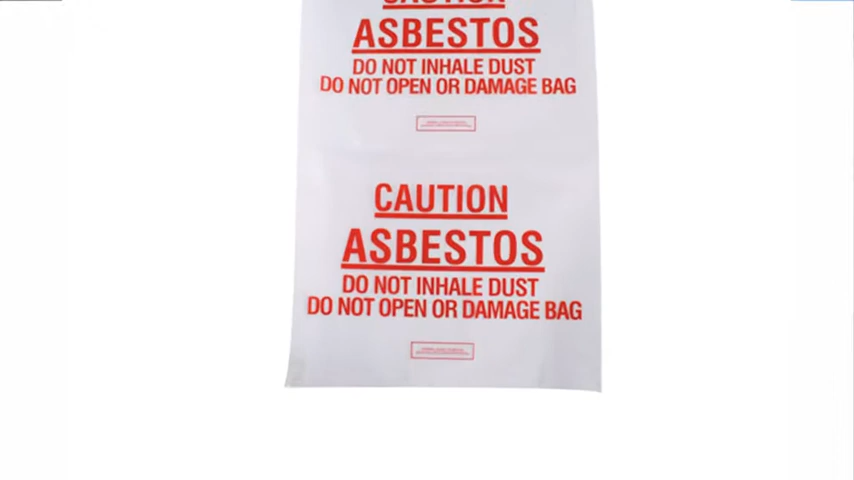 CAUTION
ASBESTOS
DO NOT INHALE DUST
DO NOT OPEN OR DAMAGE BAG
CAUTION
ASBESTOS
DO NOT INHALE DUST
DO NOT OPEN OR DAMAGE BAG